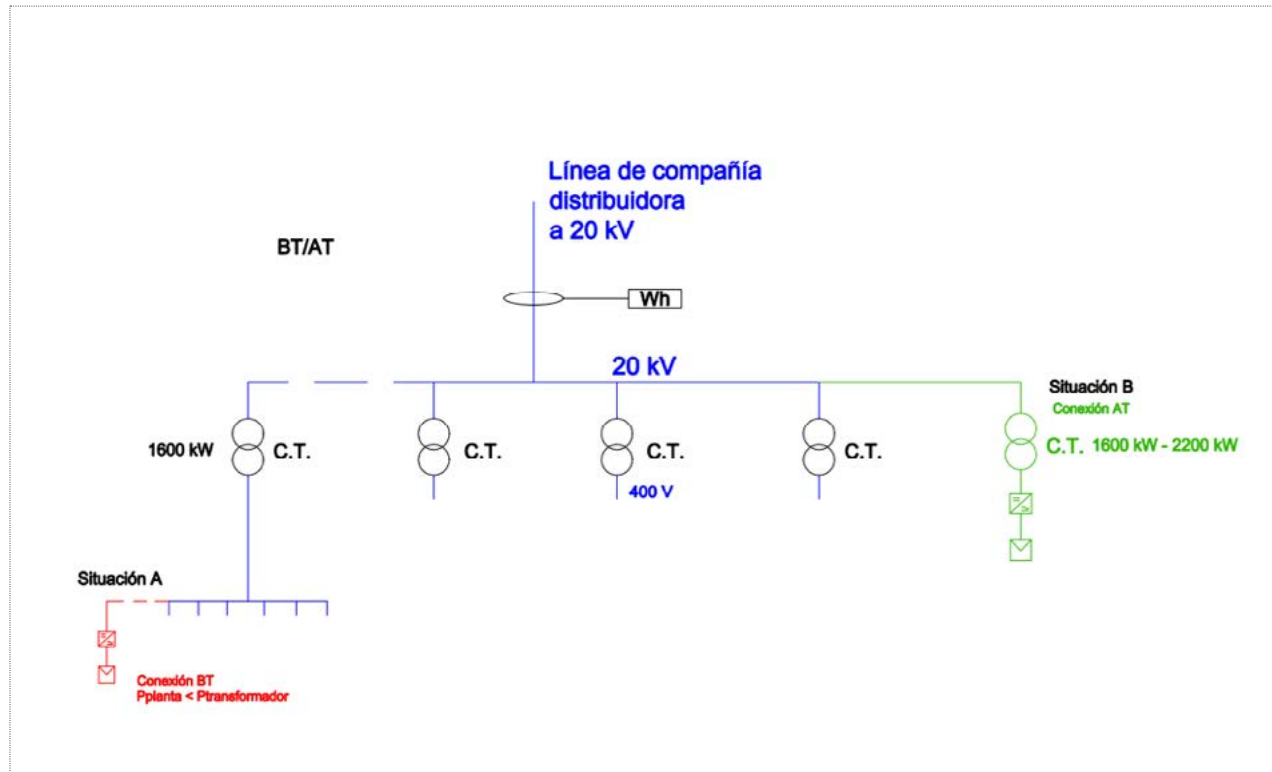 Línea de compañía
distribuidora
a 20 kV
BT/AT
Wh
20 kV
Situación B
Conexión AT
1600 kW
C.T.
C.T.
C.T.
C.T.
C.T. 1600 kW - 2200 kW
400 V
Situación A
Conexión BT
Pplanta < Ptransformador